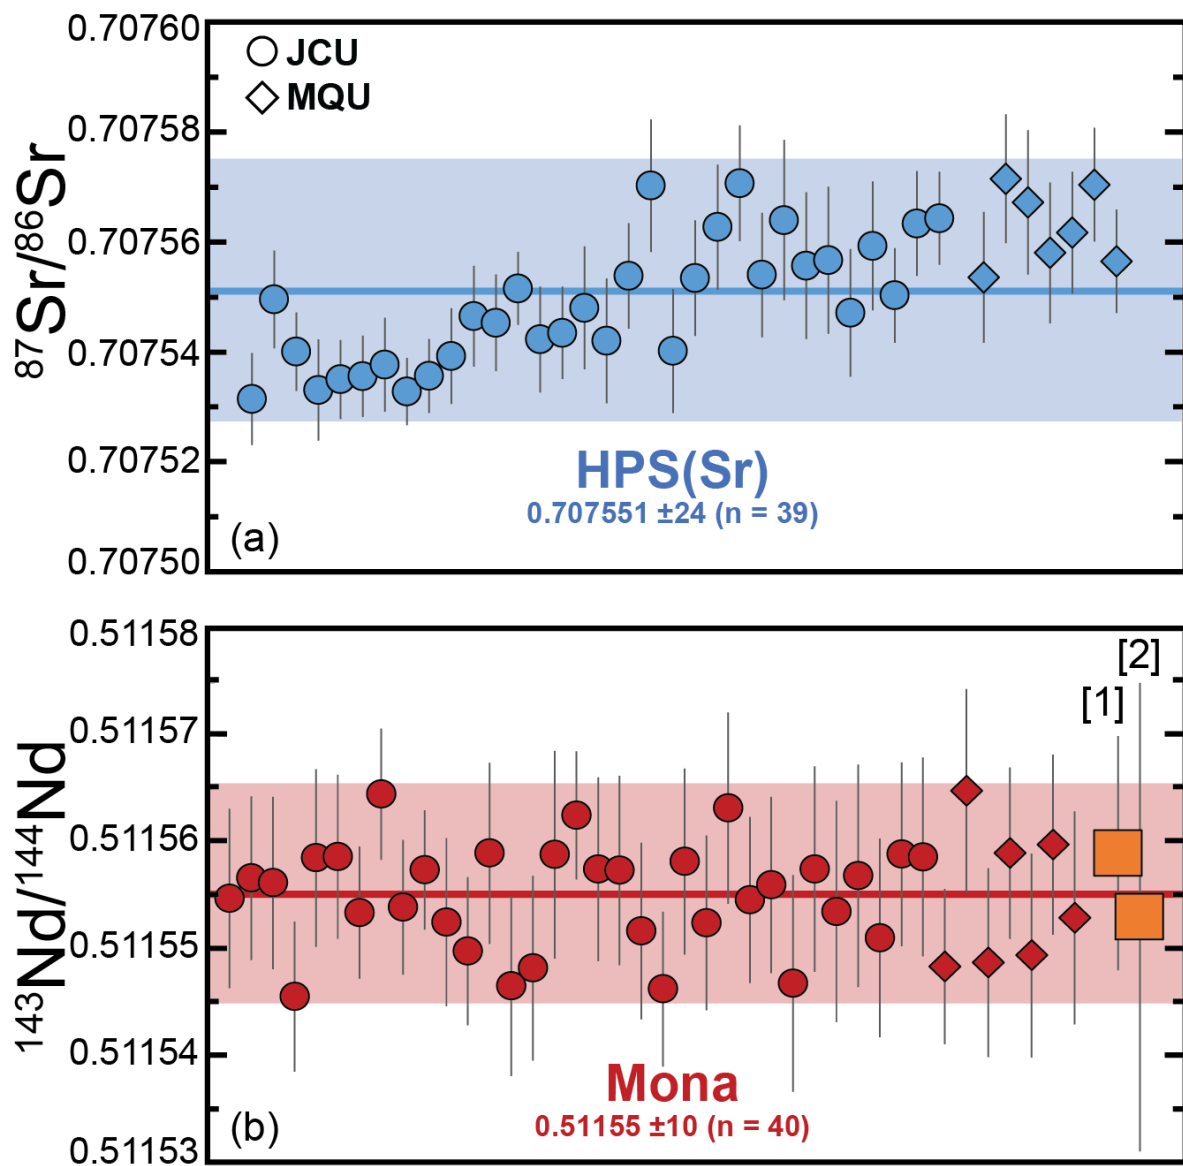 0.70760
0.70758
0.70756
0.70754
0.70752
0.70750
87Sr/86Sr
JCU
MQU
HPS(Sr)
0.707551 ±24 (n = 39)
(a)
0.51158
0.51157
0.51156
0.51155
0.51154
0.51153
143Nd/144Nd
[2]
[1]
Mona
0.51155 ±10 (n = 40)
(b)